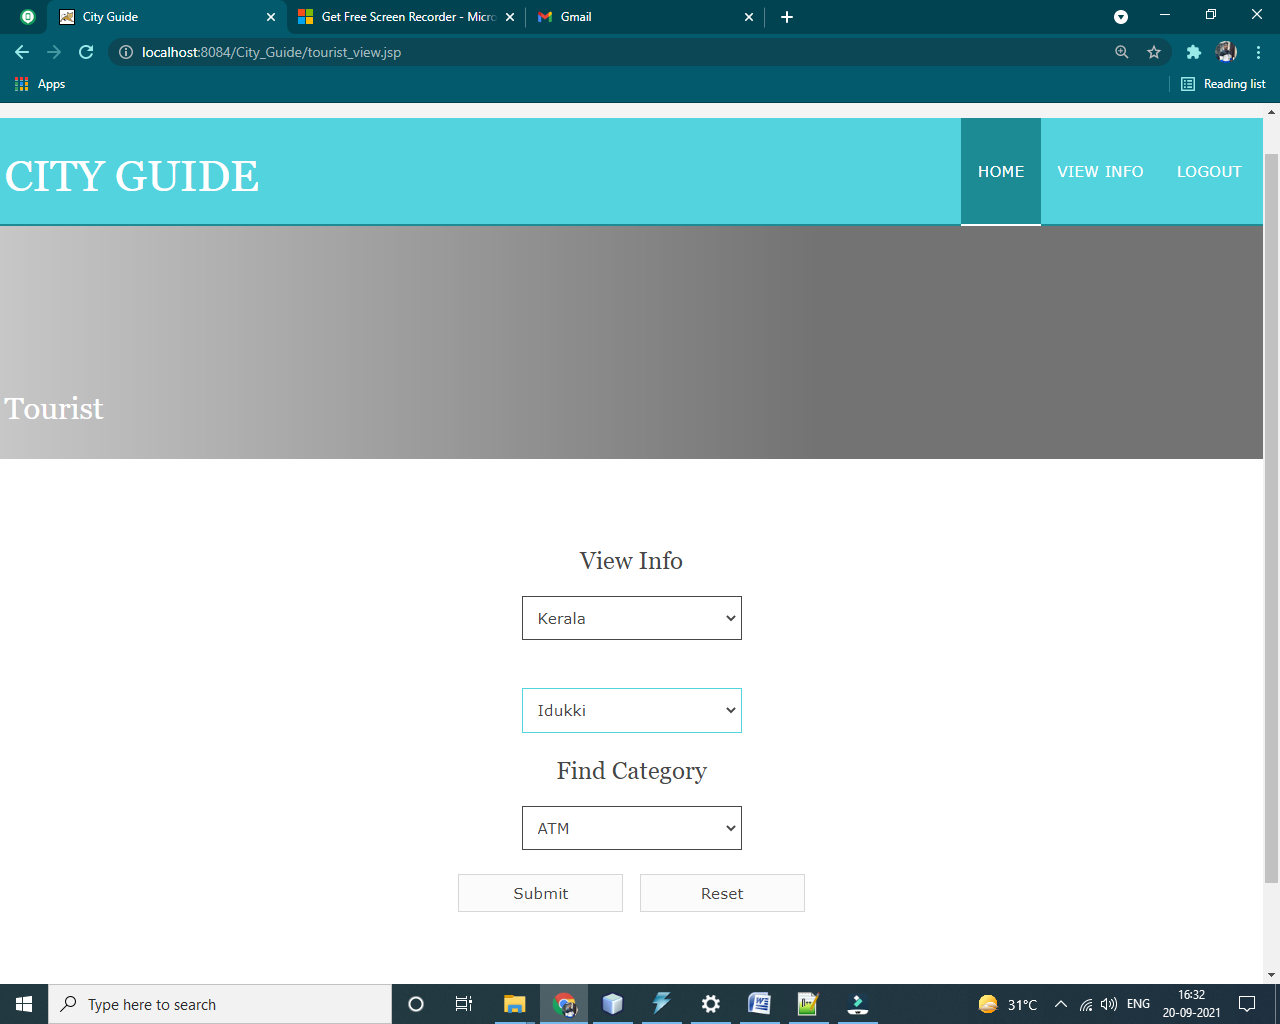 City Guide
Get Free Screen Recorder - Micro
Gmail
localhost:8084/City_Guide/tourist_view.jsp
Apps
Reading list
CITY GUIDE
HOME
VIEW INFO
LOGOUT
Tourist
View Info
Kerala
Idukki
Find Category
ATM
Submit
Reset
Type here to search
31°C
ENG
16:32
20-09-2021